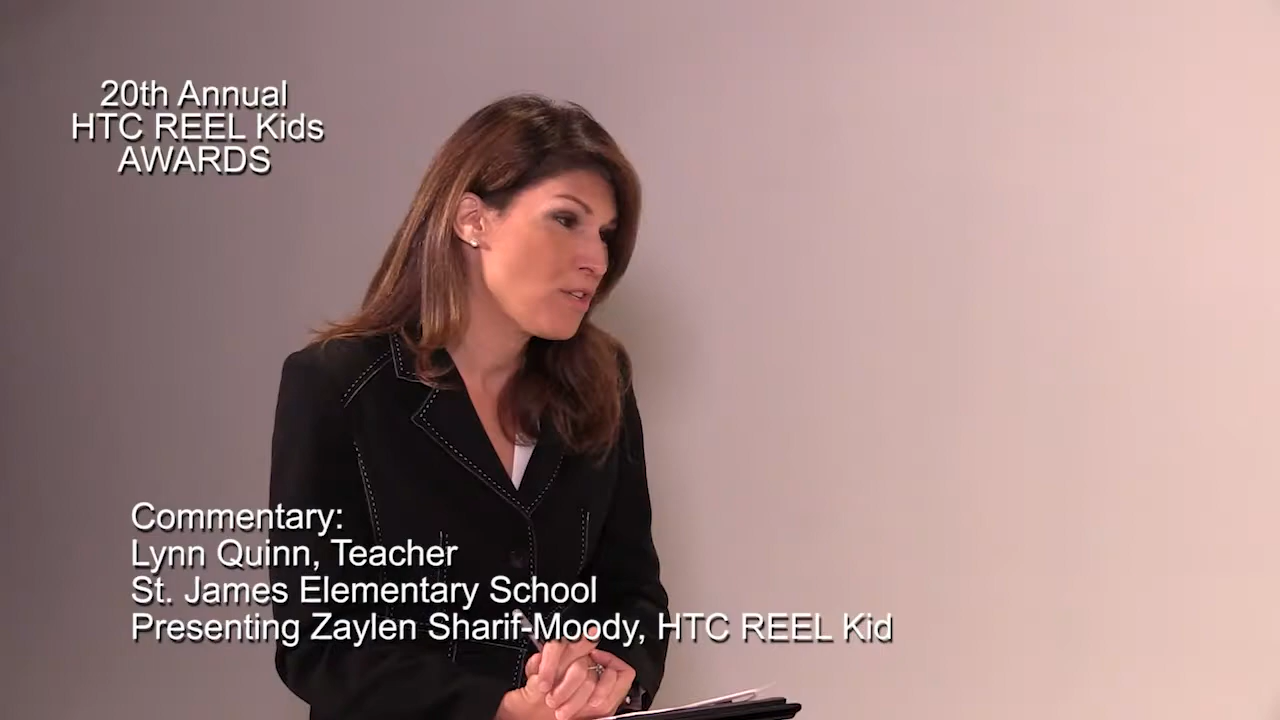 20th Annual
HTC REEL Kids
AWARDS
Commentary:
Lynn Quinn, Teacher
St. James Elementary School
Presenting Zaylen Sharif-Moody, HTC REEL Kid